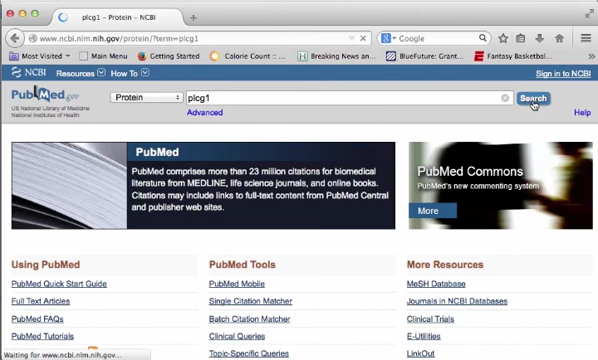 plcg1 – Protein – NCBI
www.ncbi.nlm.nih.gov/protein/?term=plcg1
Google
Most Visited
Main Menu
Getting Started
Calorie Count :: ...
Breaking News an...
BlueFuture: Grant...
Fantasy Basketbal...
NCBI Resources How To Sign in to NCBI
PubMed.gov
US National Library of Medicine
National Institutes of Health
Protein
plcg1
Search
Advanced
Help
PubMed
PubMed comprises more than 23 million citations for biomedical
literature from MEDLINE, life science journals, and online books.
Citations may include links to full-text content from PubMed Central
and publisher web sites.
PubMed Commons
PubMed's new commenting system
More
Using PubMed
PubMed Quick Start Guide
Full Text Articles
PubMed FAQs
PubMed Tutorials
PubMed Tools
PubMed Mobile
Single Citation Matcher
Batch Citation Matcher
Clinical Queries
Topic-Specific Queries
More Resources
MeSH Database
Journals in NCBI Databases
Clinical Trials
E-Utilities
LinkOut
Waiting for www.ncbi.nlm.nih.gov...